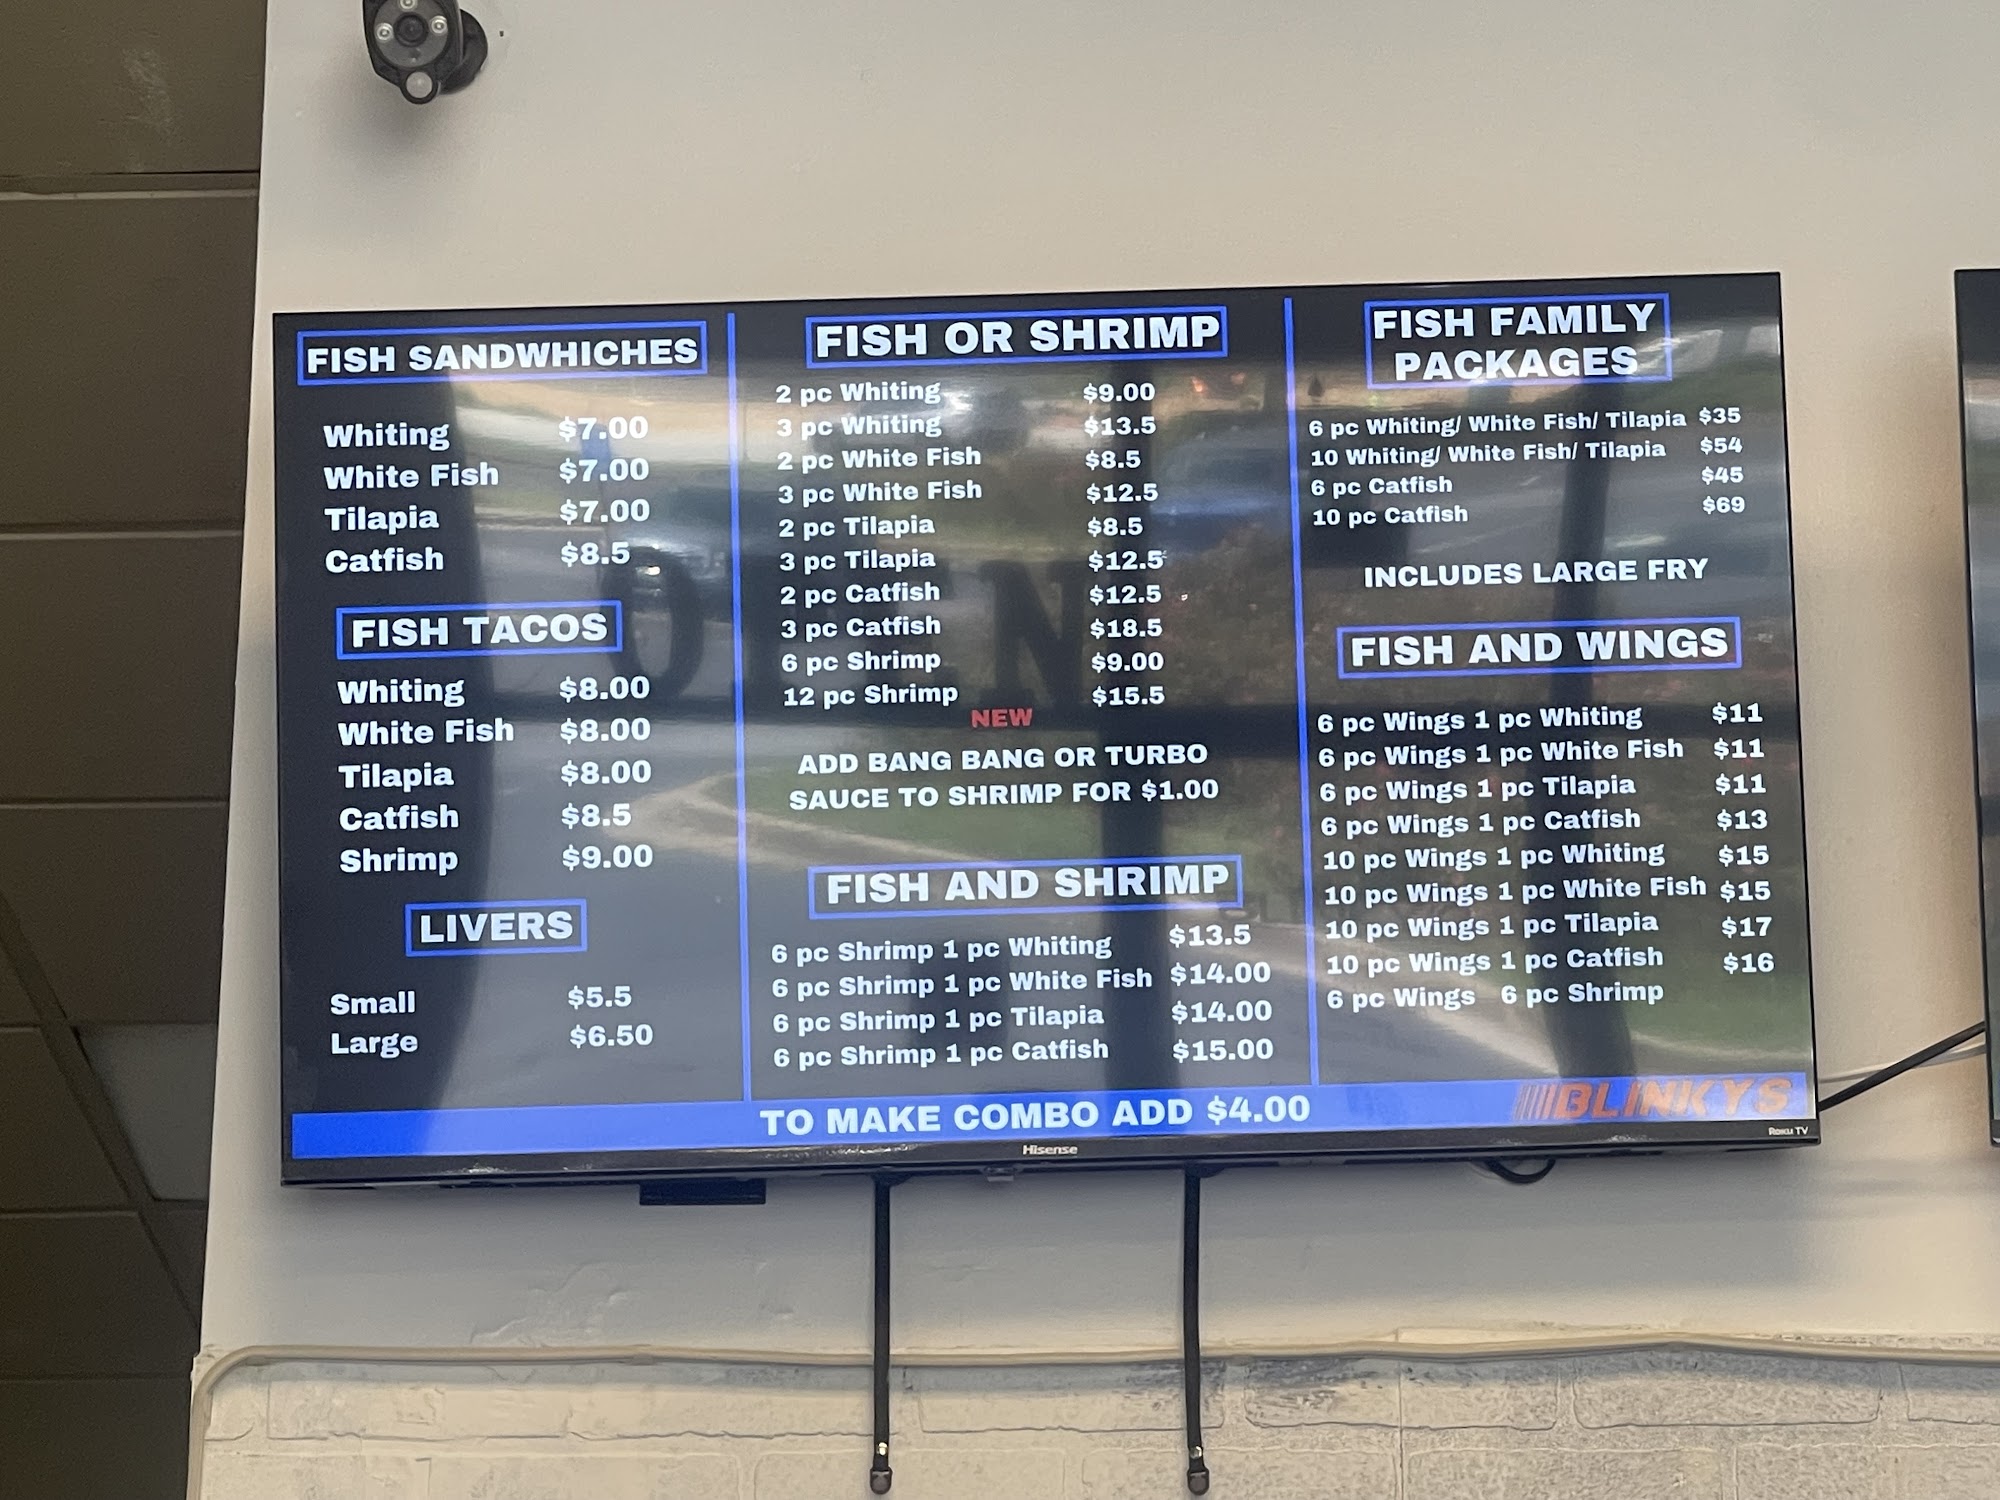 FISH SANDWHICHES
Whiting $7.00
White Fish $7.00
Tilapia $7.00
Catfish $8.5
FISH TACOS
Whiting $8.00
White Fish $8.00
Tilapia $8.00
Catfish $8.5
Shrimp $9.00
LIVERS
Small $5.5
Large $6.50
FISH OR SHRIMP
2 pc Whiting $9.00
3 pc Whiting $13.5
2 pc White Fish $8.5
3 pc White Fish $12.5
2 pc Tilapia $8.5
3 pc Tilapia $12.5
2 pc Catfish $12.5
3 pc Catfish $18.5
6 pc Shrimp $9.00
12 pc Shrimp $15.5
NEW
ADD BANG BANG OR TURBO
SAUCE TO SHRIMP FOR $1.00
FISH AND SHRIMP
6 pc Shrimp 1 pc Whiting $13.5
6 pc Shrimp 1 pc White Fish $14.00
6 pc Shrimp 1 pc Tilapia $14.00
6 pc Shrimp 1 pc Catfish $15.00
FISH FAMILY
PACKAGES
6 pc Whiting/ White Fish/ Tilapia $35
10 Whiting/ White Fish/ Tilapia $54
6 pc Catfish $45
10 pc Catfish $69
INCLUDES LARGE FRY
FISH AND WINGS
6 pc Wings 1 pc Whiting $11
6 pc Wings 1 pc White Fish $11
6 pc Wings 1 pc Tilapia $11
6 pc Wings 1 pc Catfish $13
10 pc Wings 1 pc Whiting $15
10 pc Wings 1 pc White Fish $15
10 pc Wings 1 pc Tilapia $17
10 pc Wings 1 pc Catfish $16
6 pc Wings 6 pc Shrimp
TO MAKE COMBO ADD $4.00
BLINKYS
Hisense
Roku TV
OPEN